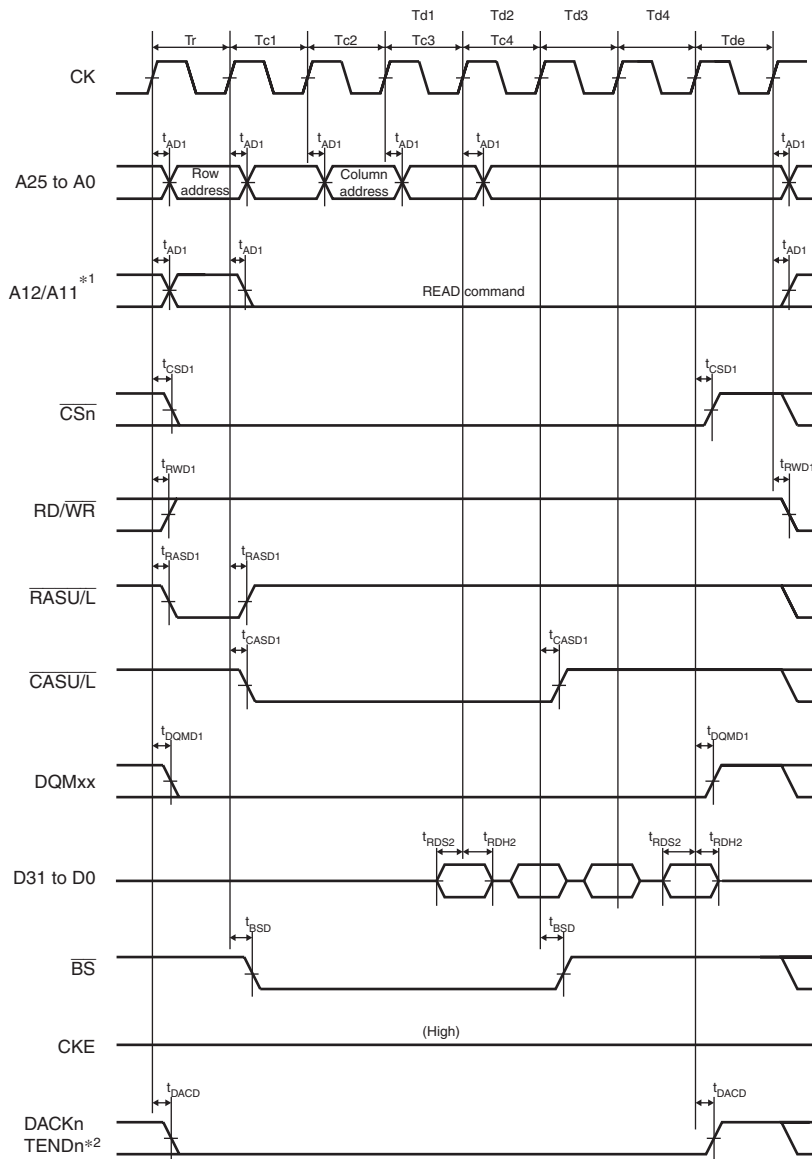 Td1 Td2 Td3 Td4
Tr Tc1 Tc2 Tc3 Tc4 Tde
CK
tAD1 tAD1 tAD1 tAD1 tAD1 tAD1
A25 to A0 Row address Column address
tAD1 tAD1 tAD1
A12/A11*1 READ command
tCSD1 tCSD1
CSn
tRWD1 tRWD1
RD/WR
tRASD1 tRASD1
RASU/L
tCASD1 tCASD1
CASU/L
tDQMD1 tDQMD1
DQMxx
tRDS2 tRDH2 tRDS2 tRDH2
D31 to D0
tBSD tBSD
BS
(High)
CKE
tDACD tDACD
DACKn
TENDn*2